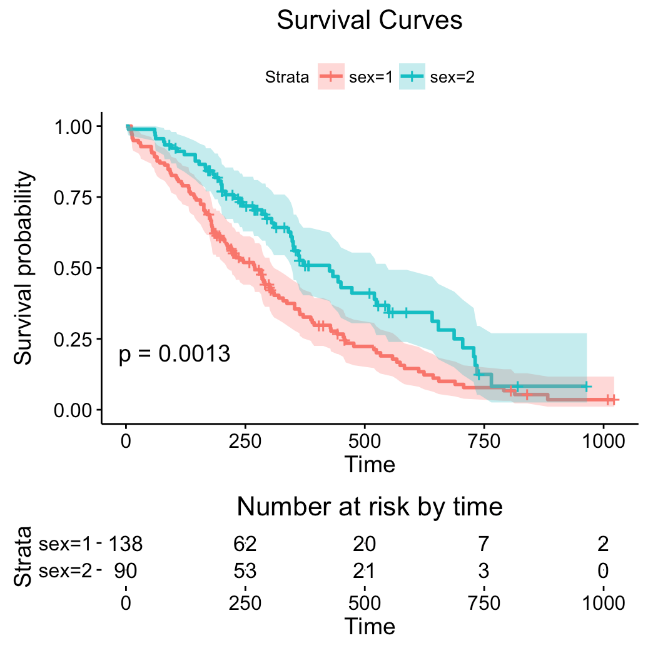 Survival Curves
Strata sex=1 sex=2
1.00
0.75
0.50
0.25
0.00
Survival probability
p = 0.0013
0 250 500 750 1000
Time
Number at risk by time
Strata
sex=1 138 62 20 7 2
sex=2 90 53 21 3 0
0 250 500 750 1000
Time